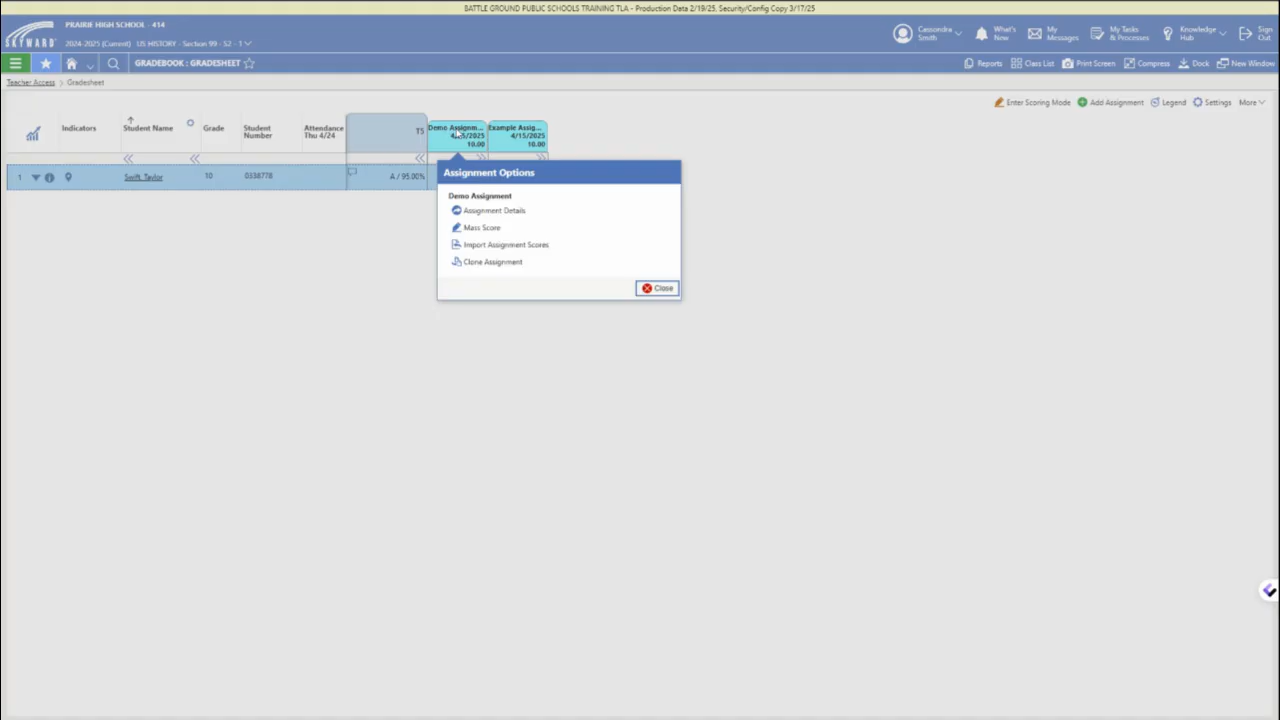 BATTLE GROUND PUBLIC SCHOOLS TRAINING TLA - Production Data 2/19/25, Security/Config Copy 3/17/25
SKYWARD
PRAIRIE HIGH SCHOOL - 414
2024-2025 (Current) US HISTORY - Section 99 - S2 - 1
Cassondra Smith
What's New
My Messages
My Tasks & Processes
Knowledge Hub
Sign Out
GRADEBOOK : GRADESHEET
Reports Class List Print Screen Compress Dock New Window
Teacher Access > Gradesheet
Enter Scoring Mode Add Assignment Legend Settings More
Indicators
Student Name
Grade
Student Number
Attendance Thu 4/24
T5
Demo Assignm...
10.00
Example Assig...
4/15/2025
10.00
1 Swift, Taylor 10 0338778 A / 95.00%
Assignment Options
Demo Assignment
Assignment Details
Mass Score
Import Assignment Scores
Clone Assignment
Close